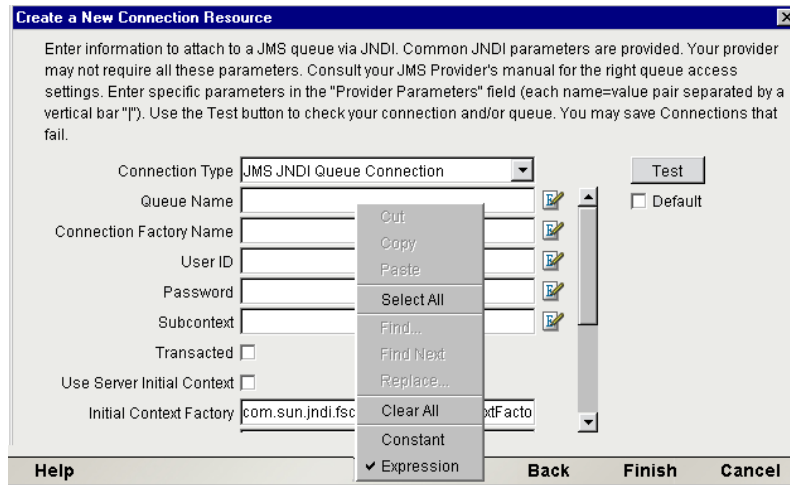 Create a New Connection Resource
Enter information to attach to a JMS queue via JNDI. Common JNDI parameters are provided. Your provider
may not require all these parameters. Consult your JMS Provider's manual for the right queue access
settings. Enter specific parameters in the "Provider Parameters" field (each name=value pair separated by a
vertical bar "|"). Use the Test button to check your connection and/or queue. You may save Connections that
fail.
Connection Type JMS JNDI Queue Connection Test
Queue Name Default
Cut
Connection Factory Name
Copy
User ID
Paste
Password
Select All
Subcontext
Find...
Transacted
Find Next
Use Server Initial Context
Replace...
Initial Context Factory com.sun.jndi.fsc xtFacto
Clear All
Constant
Expression
Help Back Finish Cancel